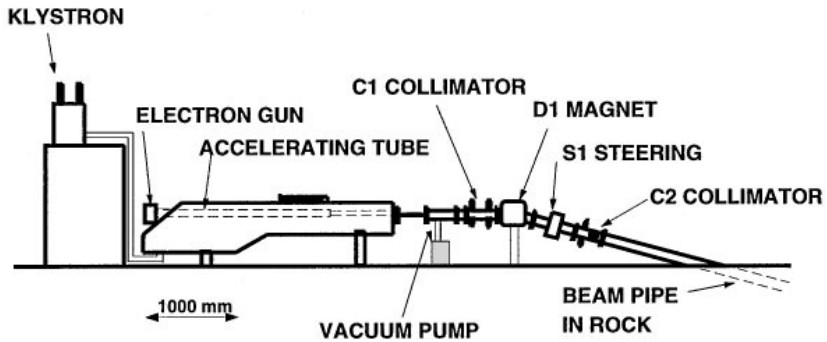 KLYSTRON
C1 COLLIMATOR
D1 MAGNET
ELECTRON GUN
ACCELERATING TUBE
S1 STEERING
C2 COLLIMATOR
1000 mm
VACUUM PUMP
BEAM PIPE
IN ROCK